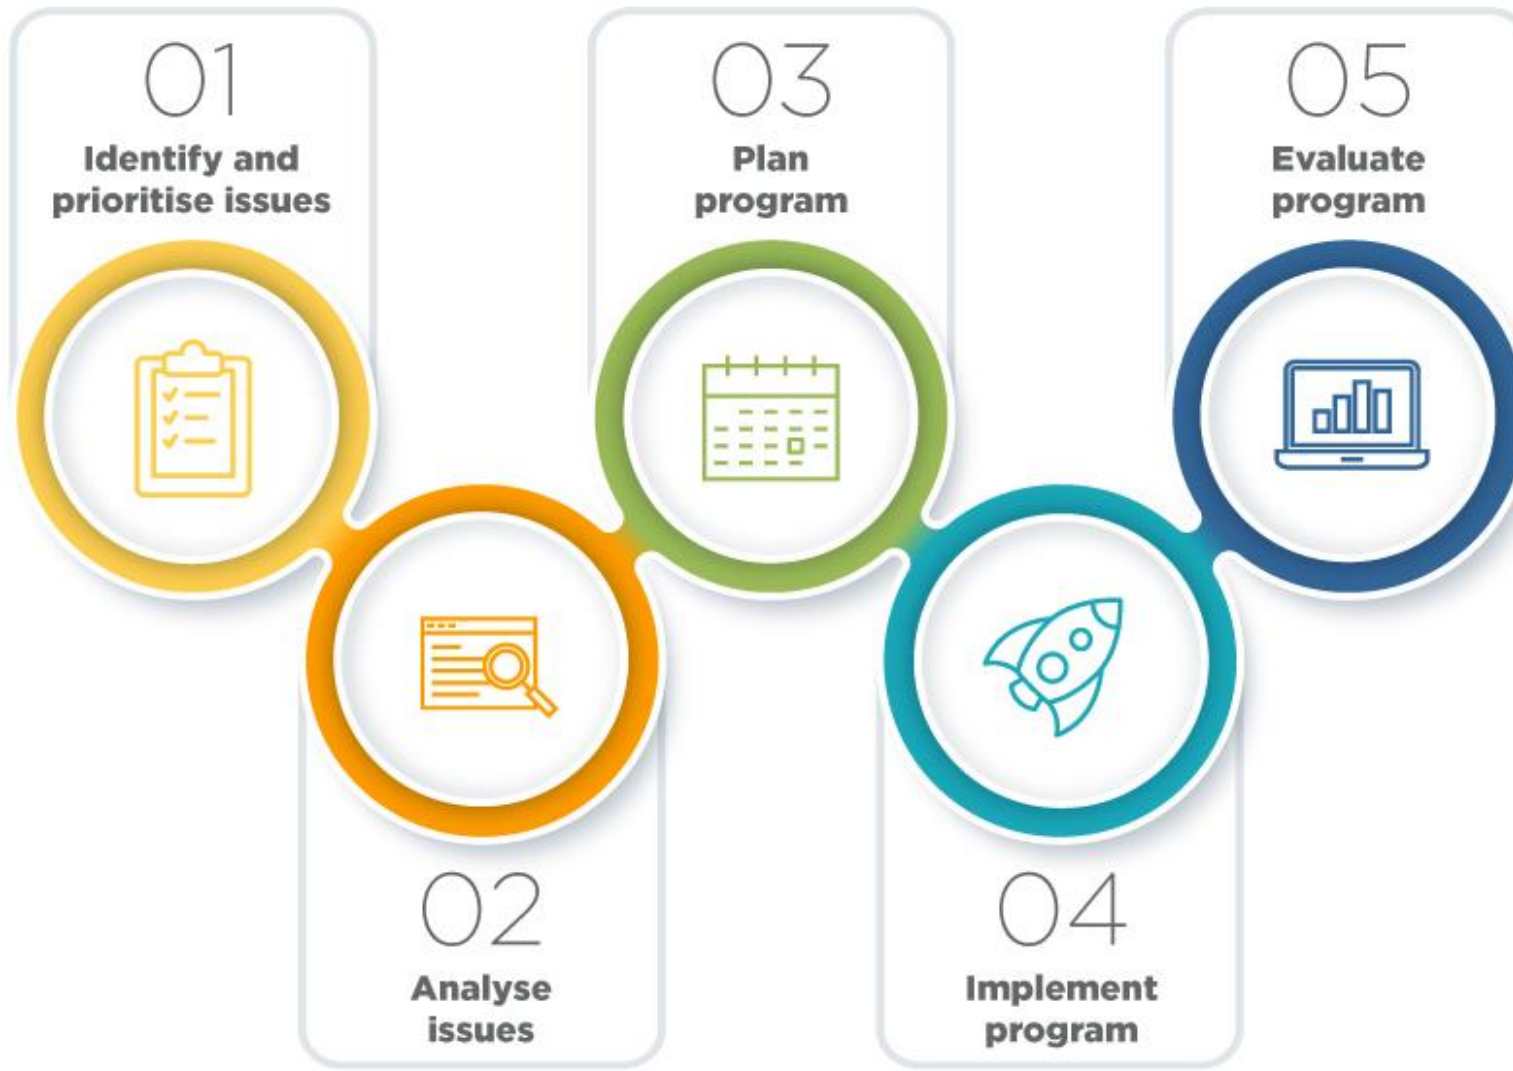 01
Identify and
prioritise issues
02
Analyse
issues
03
Plan
program
04
Implement
program
05
Evaluate
program